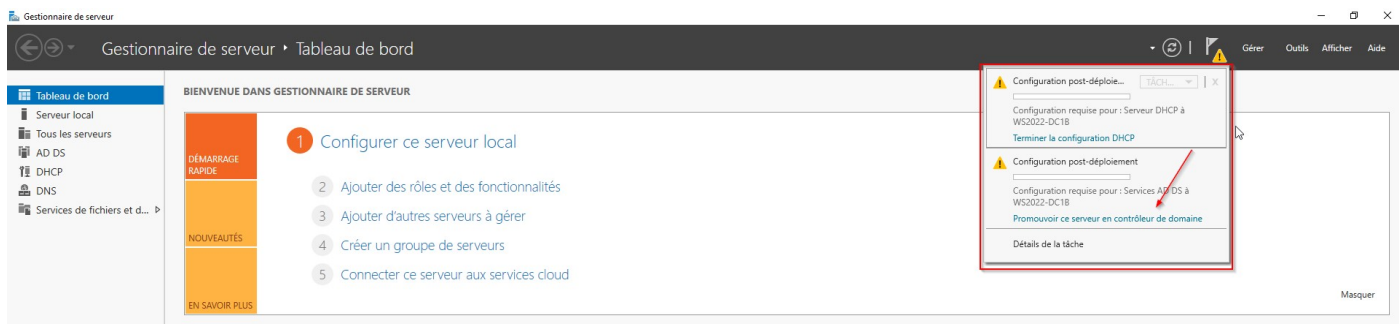 Gestionnaire de serveur
Gestionnaire de serveur ‣ Tableau de bord
Gérer Outils Afficher Aide
Tableau de bord
Serveur local
Tous les serveurs
AD DS
DHCP
DNS
Services de fichiers et d...
BIENVENUE DANS GESTIONNAIRE DE SERVEUR
DÉMARRAGE
RAPIDE
NOUVEAUTÉS
EN SAVOIR PLUS
1 Configurer ce serveur local
2 Ajouter des rôles et des fonctionnalités
3 Ajouter d'autres serveurs à gérer
4 Créer un groupe de serveurs
5 Connecter ce serveur aux services cloud
Configuration post-déploie... TÂCH... X
Configuration requise pour : Serveur DHCP à
WS2022-DC1B
Terminer la configuration DHCP
Configuration post-déploiement
Configuration requise pour : Services AD DS à
WS2022-DC1B
Promouvoir ce serveur en contrôleur de domaine
Détails de la tâche
Masquer